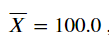 X̅ = 100.0 ,